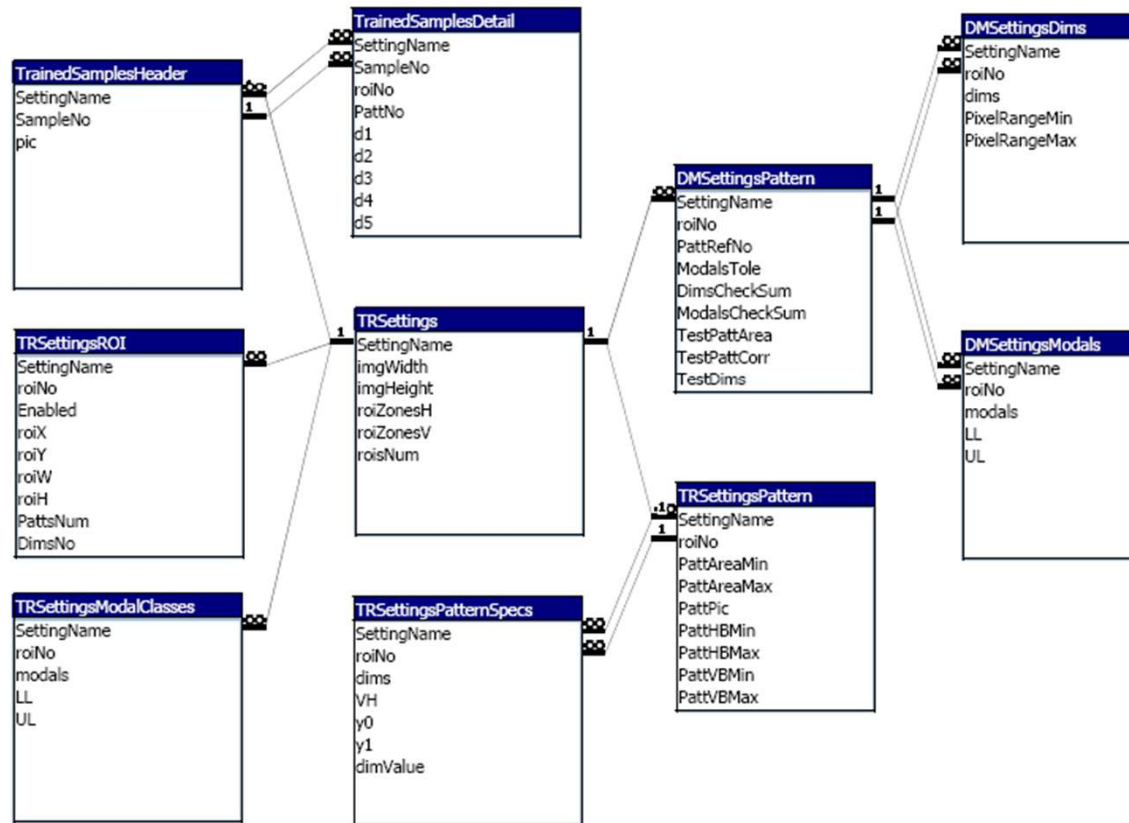 TrainedSamplesHeader
SettingName
SampleNo
pic
TrainedSamplesDetail
SettingName
SampleNo
roiNo
PattNo
d1
d2
d3
d4
d5
DMSettingsDims
SettingName
roiNo
dims
PixelRangeMin
PixelRangeMax
DMSettingsPattern
SettingName
roiNo
PattRefNo
ModalsTole
DimsCheckSum
ModalsCheckSum
TestPattArea
TestPattCorr
TestDims
TRSettingsROI
SettingName
roiNo
Enabled
roiX
roiY
roiW
roiH
PattsNum
DimsNo
TRSettings
SettingName
imgWidth
imgHeight
roiZonesH
roiZonesV
roisNum
DMSettingsModals
SettingName
roiNo
modals
LL
UL
TRSettingsModalClasses
SettingName
roiNo
modals
LL
UL
TRSettingsPatternSpecs
SettingName
roiNo
dims
VH
y0
y1
dimValue
TRSettingsPattern
SettingName
roiNo
PattAreaMin
PattAreaMax
PattPic
PattHBMin
PattHBMax
PattVBMin
PattVBMax
1
1
1
1
1
1
1
∞
∞
∞
∞
∞
∞
∞
∞
∞
∞
∞
∞